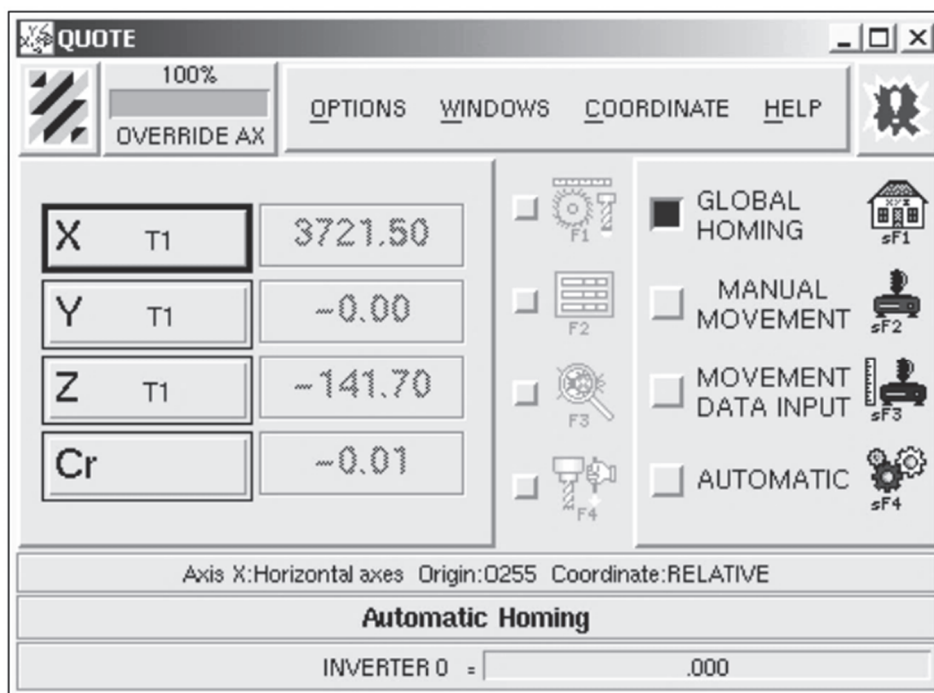 QUOTE
100%
OVERRIDE AX
OPTIONS WINDOWS COORDINATE HELP
X T1 3721.50
Y T1 -0.00
Z T1 -141.70
Cr -0.01
F1
F2
F3
F4
GLOBAL
HOMING
XYZ
sF1
MANUAL
MOVEMENT
sF2
MOVEMENT
DATA INPUT
sF3
AUTOMATIC
sF4
Axis X:Horizontal axes Origin:O255 Coordinate:RELATIVE
Automatic Homing
INVERTER 0 = .000